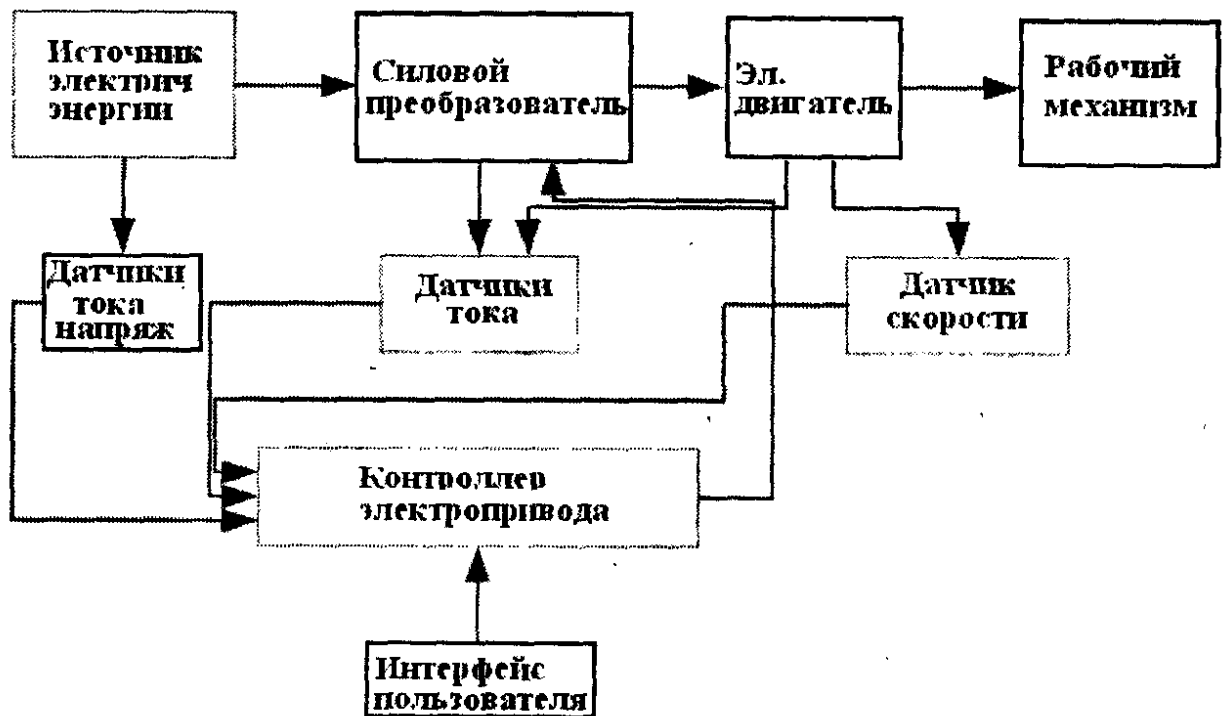 Источник
электрич
энергии
Силовой
преобразователь
Эл.
двигатель
Рабочий
механизм
Датчики
тока
напряж
Датчики
тока
Датчик
скорости
Контроллер
электропривода
Интерфейс
пользователя